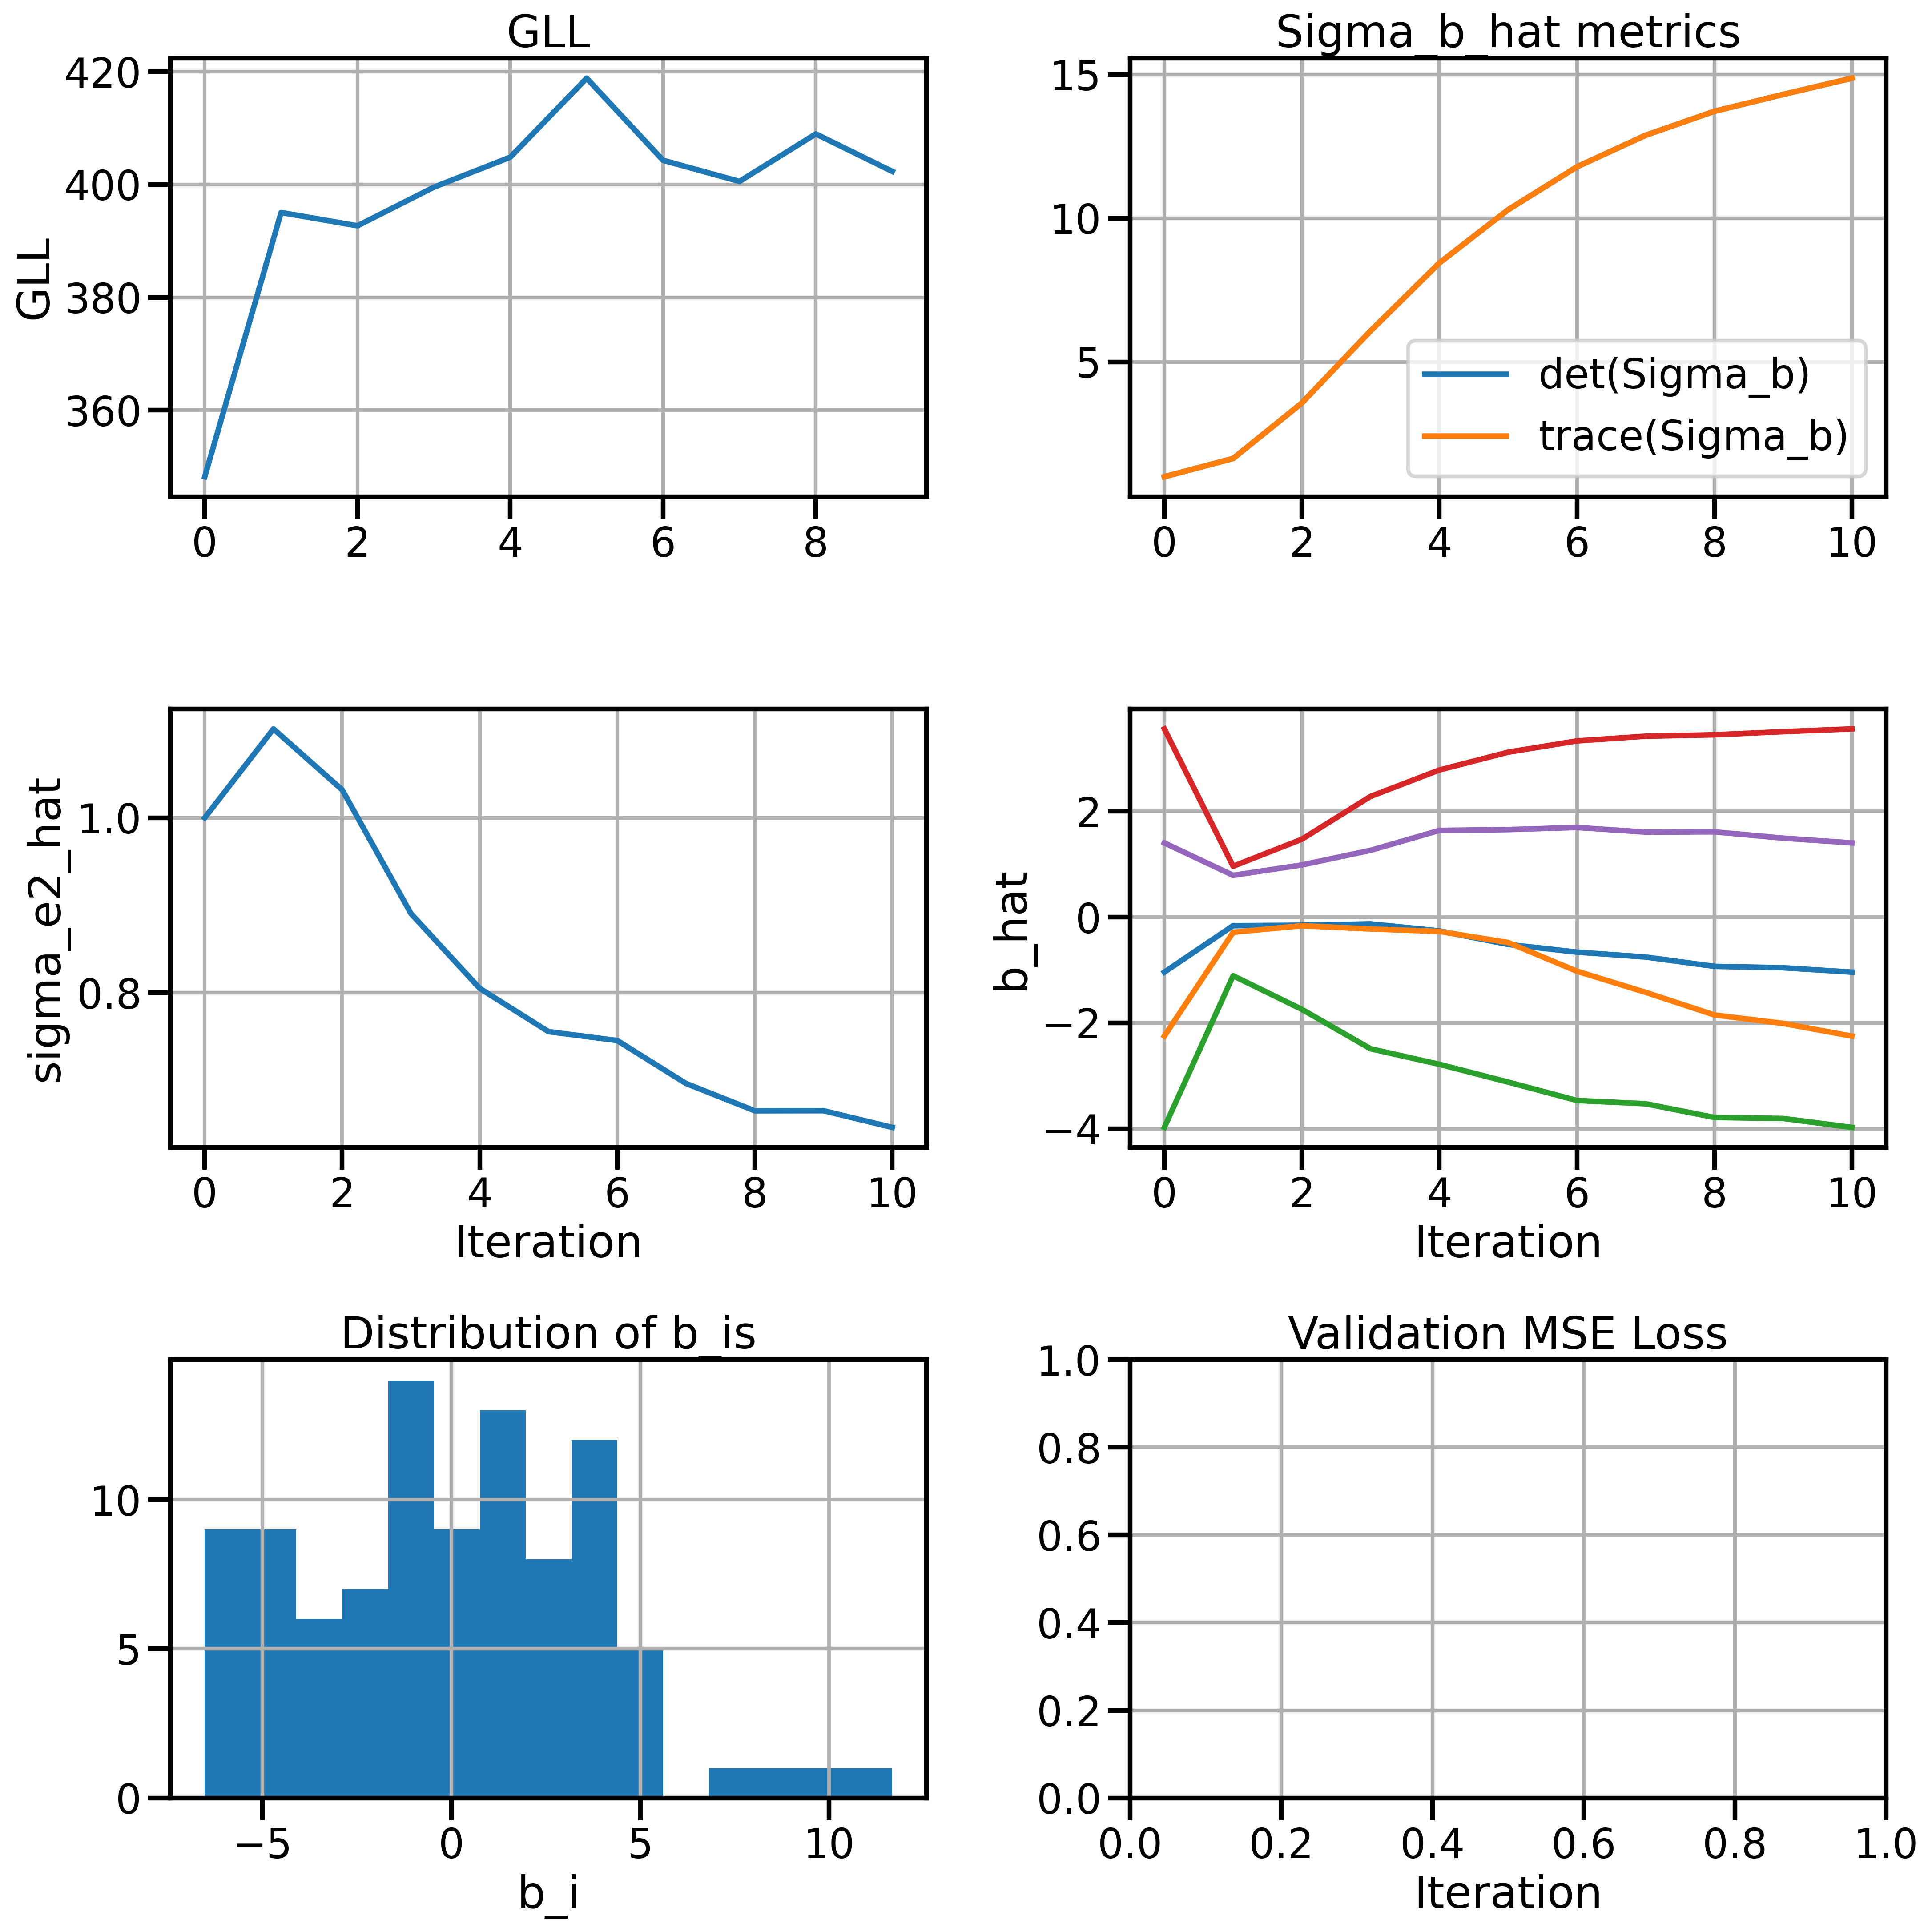 GLL
420
400
380
360
GLL
0 2 4 6 8
Sigma_b_hat metrics
15
10
5
det(Sigma_b)
trace(Sigma_b)
0 2 4 6 8 10
1.0
0.8
sigma_e2_hat
0 2 4 6 8 10
Iteration
2
0
−2
−4
b_hat
0 2 4 6 8 10
Iteration
Distribution of b_is
10
5
0
−5 0 5 10
b_i
Validation MSE Loss
1.0
0.8
0.6
0.4
0.2
0.0
0.0 0.2 0.4 0.6 0.8 1.0
Iteration